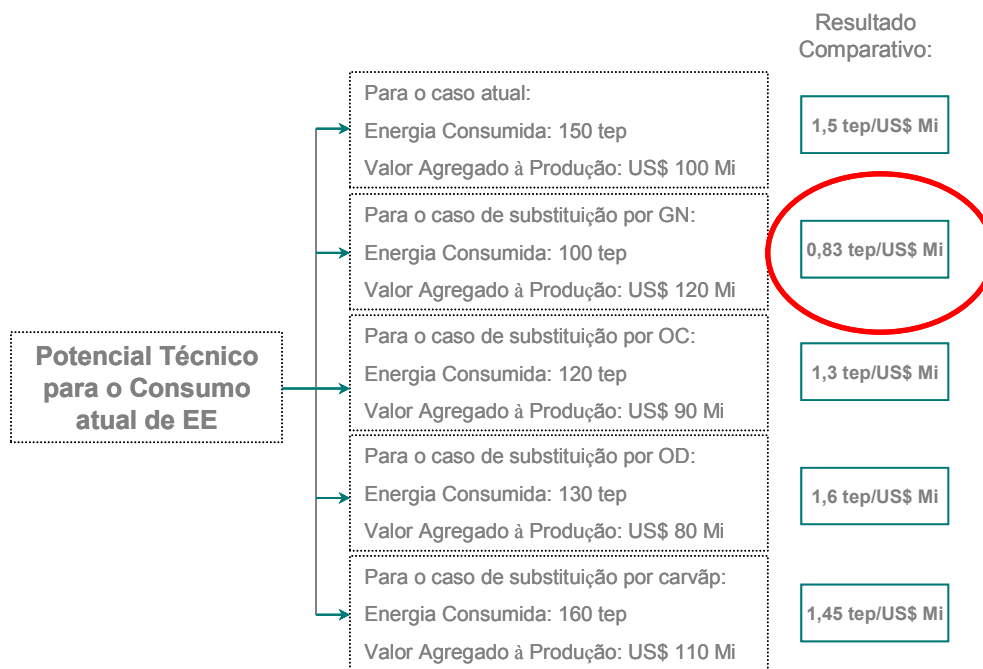 Resultado
Comparativo:
Para o caso atual:
Energia Consumida: 150 tep
Valor Agregado à Produção: US$ 100 Mi
1,5 tep/US$ Mi
Para o caso de substituição por GN:
Energia Consumida: 100 tep
Valor Agregado à Produção: US$ 120 Mi
0,83 tep/US$ Mi
Potencial Técnico
para o Consumo
atual de EE
Para o caso de substituição por OC:
Energia Consumida: 120 tep
Valor Agregado à Produção: US$ 90 Mi
1,3 tep/US$ Mi
Para o caso de substituição por OD:
Energia Consumida: 130 tep
Valor Agregado à Produção: US$ 80 Mi
1,6 tep/US$ Mi
Para o caso de substituição por carvãp:
Energia Consumida: 160 tep
Valor Agregado à Produção: US$ 110 Mi
1,45 tep/US$ Mi